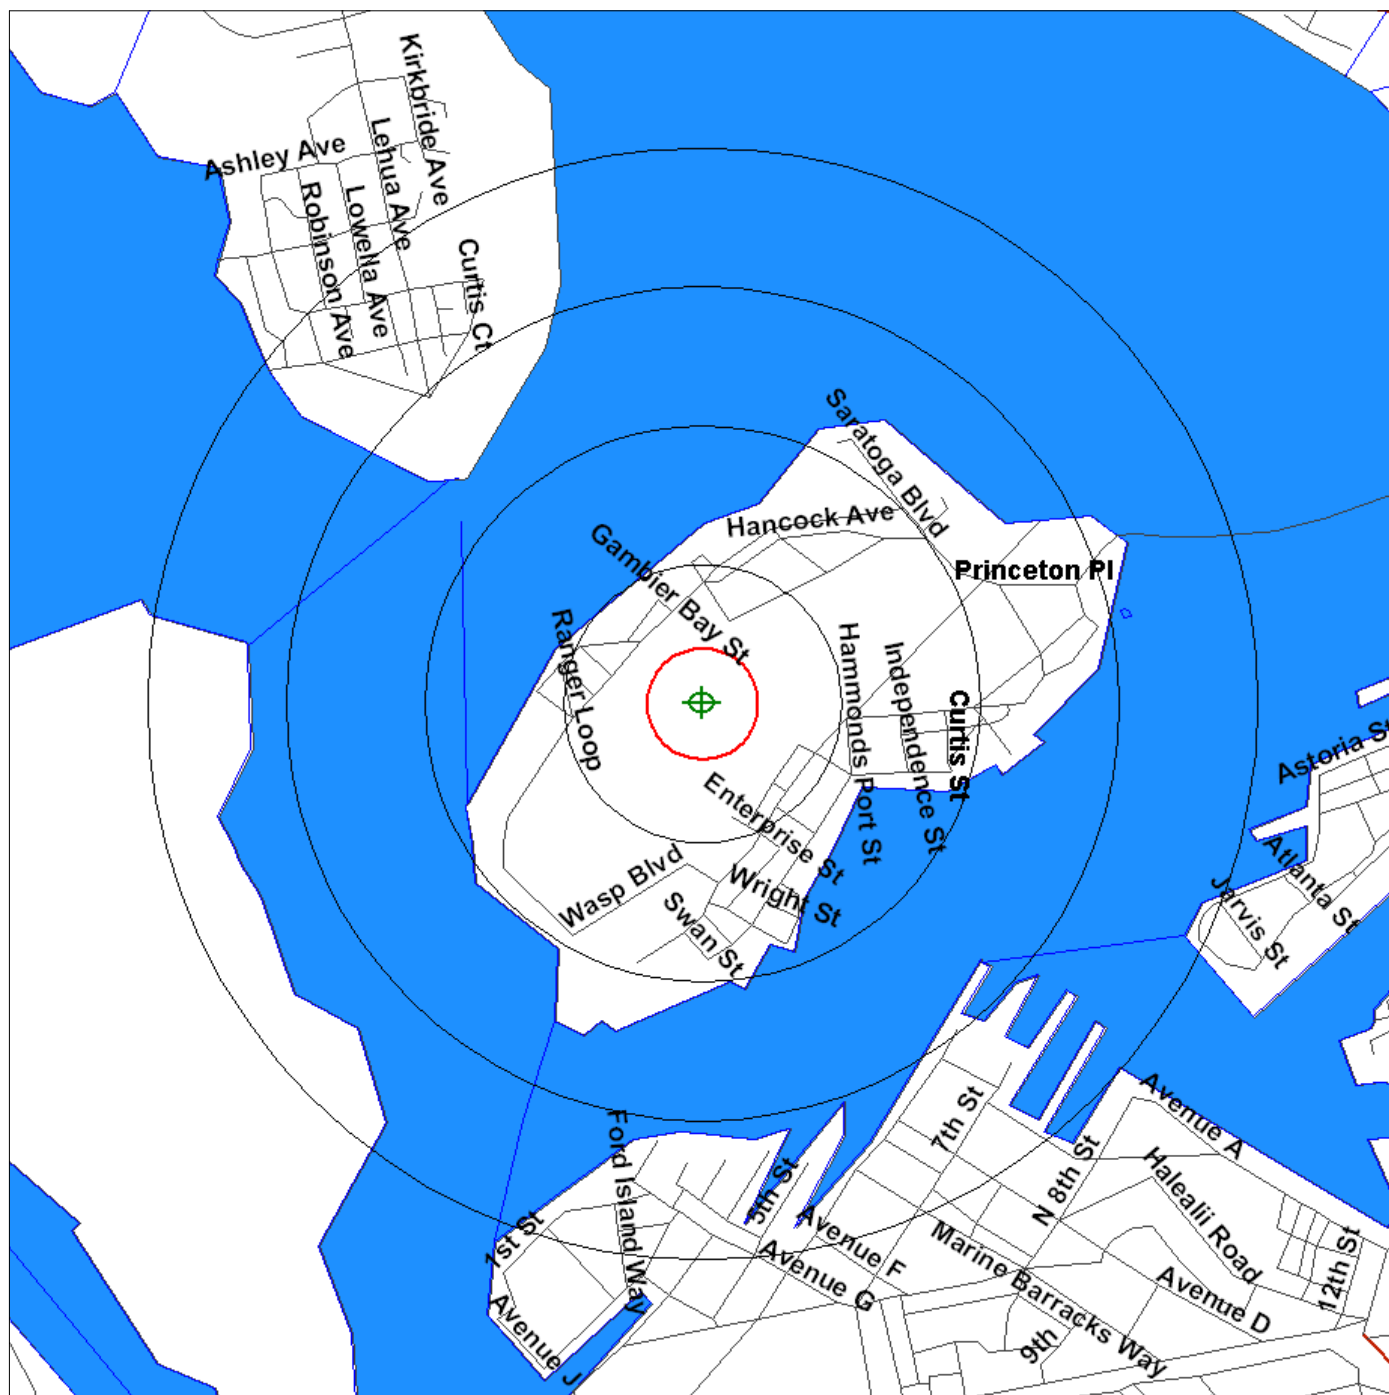 Kirkbride Ave
Lehua Ave
Ashley Ave
Robinson Ave
Lowella Ave
Curtis Ct
Saratoga Blvd
Hancock Ave
Gambier Bay St
Princeton Pl
Ranger Loop
Hammonds Port St
Independence St
Curtis St
Astoria St
Enterprise St
Atlanta St
Wasp Blvd
Wright St
Jarvis St
Swan St
Avenue A
7th St
Ford Island Way
N 8th St
Halealii Road
5th St
1st St
Avenue F
Marine Barracks Way
12th St
Avenue G
Avenue D
Avenue J
9th